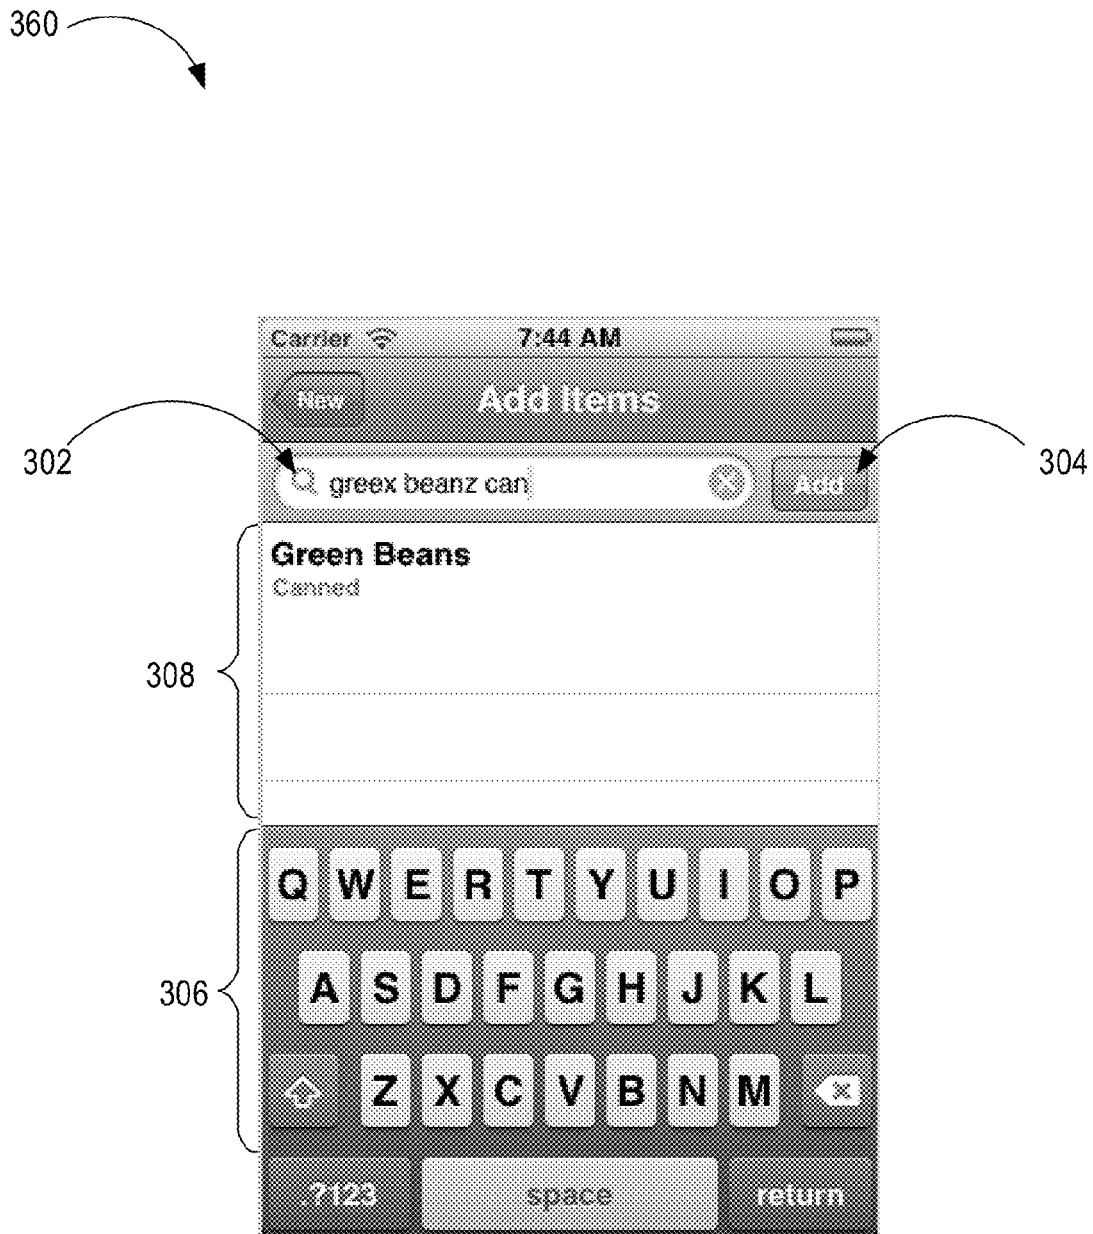 360
Carrier 7:44 AM
New Add Items
302 greex beanz can Add 304
Green Beans
Canned
308
Q W E R T Y U I O P
306 A S D F G H J K L
Z X C V B N M
.?123 space return